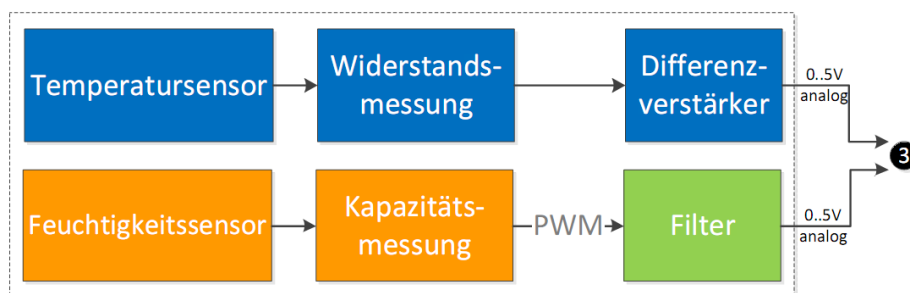 Temperatursensor
Widerstands-
messung
Differenz-
verstärker
0..5V
analog
3
Feuchtigkeitssensor
Kapazitäts-
messung
PWM
Filter
0..5V
analog